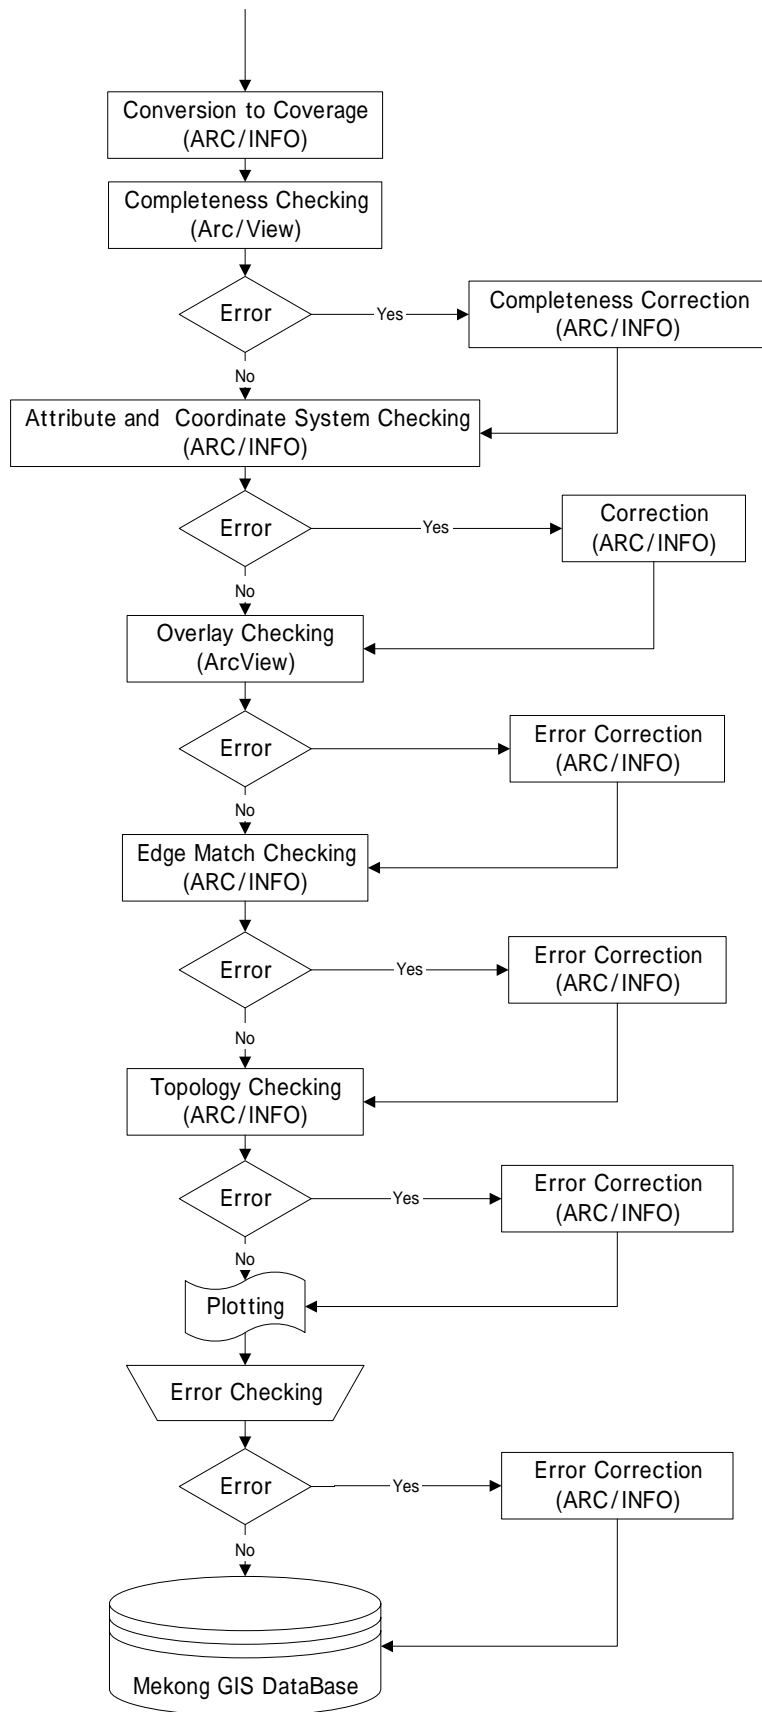 Conversion to Coverage
(ARC/INFO)
Completeness Checking
(Arc/View)
Error
Yes
Completeness Correction
(ARC/INFO)
No
Attribute and Coordinate System Checking
(ARC/INFO)
Error
Yes
Correction
(ARC/INFO)
No
Overlay Checking
(ArcView)
Error
Error Correction
(ARC/INFO)
No
Edge Match Checking
(ARC/INFO)
Error
Yes
Error Correction
(ARC/INFO)
No
Topology Checking
(ARC/INFO)
Error
Yes
Error Correction
(ARC/INFO)
No
Plotting
Error Checking
Error
Yes
Error Correction
(ARC/INFO)
No
Mekong GIS DataBase